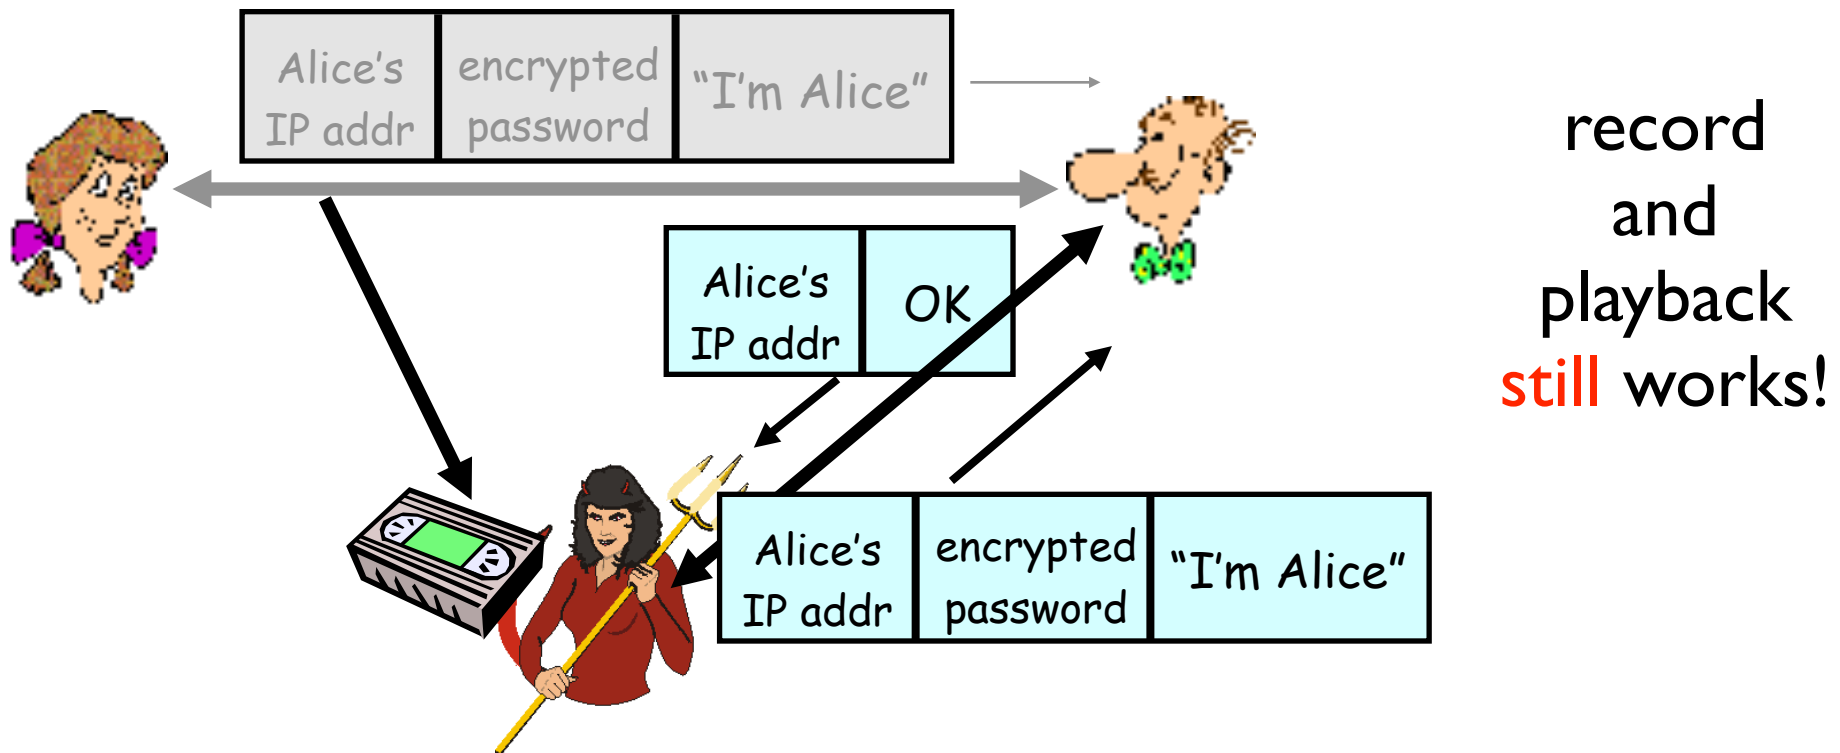 Alice’s
IP addr
encrypted
password
“I’m Alice”
Alice’s
IP addr
OK
Alice’s
IP addr
encrypted
password
“I’m Alice”
record
and
playback
still works!